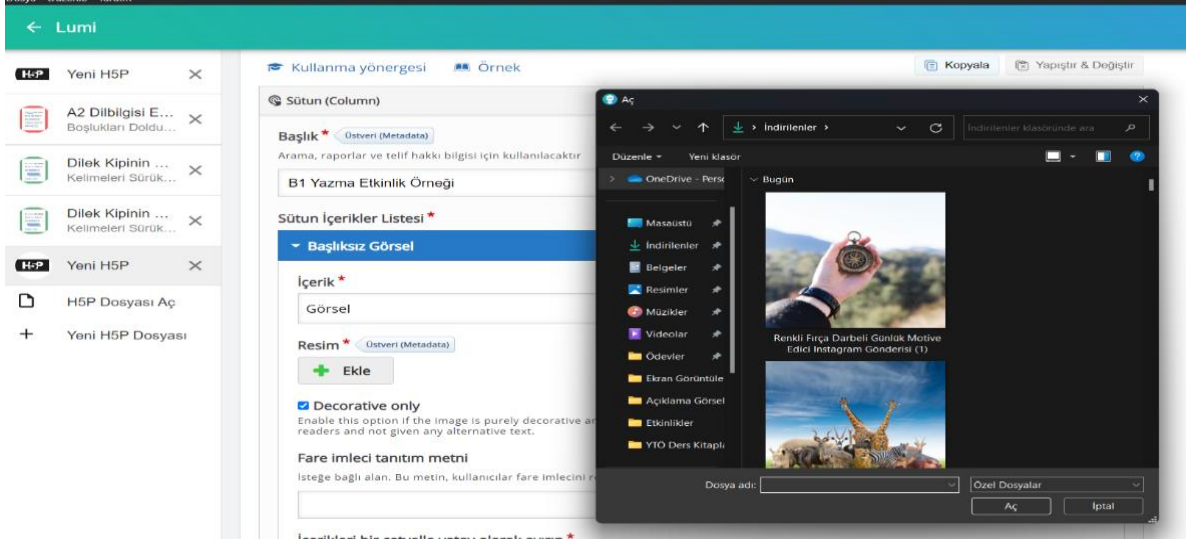 Dosya Düzenle Yardım
← Lumi
H5P Yeni H5P
A2 Dilbilgisi E...
Boşlukları Doldu...
Dilek Kipinin ...
Kelimeleri Sürük...
Dilek Kipinin ...
Kelimeleri Sürük...
H5P Yeni H5P
H5P Dosyası Aç
+ Yeni H5P Dosyası
Kullanma yönergesi Örnek
Kopyala Yapıştır & Değiştir
Sütun (Column)
Başlık * Üstveri (Metadata)
Arama, raporlar ve telif hakkı bilgisi için kullanılacaktır
B1 Yazma Etkinlik Örneği
Sütun İçerikler Listesi *
Başlıksız Görsel
İçerik *
Görsel
Resim * Üstveri (Metadata)
Ekle
Decorative only
Enable this option if the image is purely decorative
readers and not given any alternative text.
Fare imleci tanıtım metni
İsteğe bağlı alan. Bu metin, kullanıcılar fare imlecini
Aç
İndirilenler
İndirilenler klasöründe ara
Düzenle Yeni klasör
OneDrive - Perso
Masaüstü
İndirilenler
Belgeler
Resimler
Müzikler
Videolar
Ödevler
Ekran Görüntüle
Açıklama Görsel
Etkinlikler
YTÖ Ders Kitapla
Bugün
Renkli Fırça Darbeli Günlük Motive
Edici Instagram Gönderisi (1)
Dosya adı:
Özel Dosyalar
Aç İptal